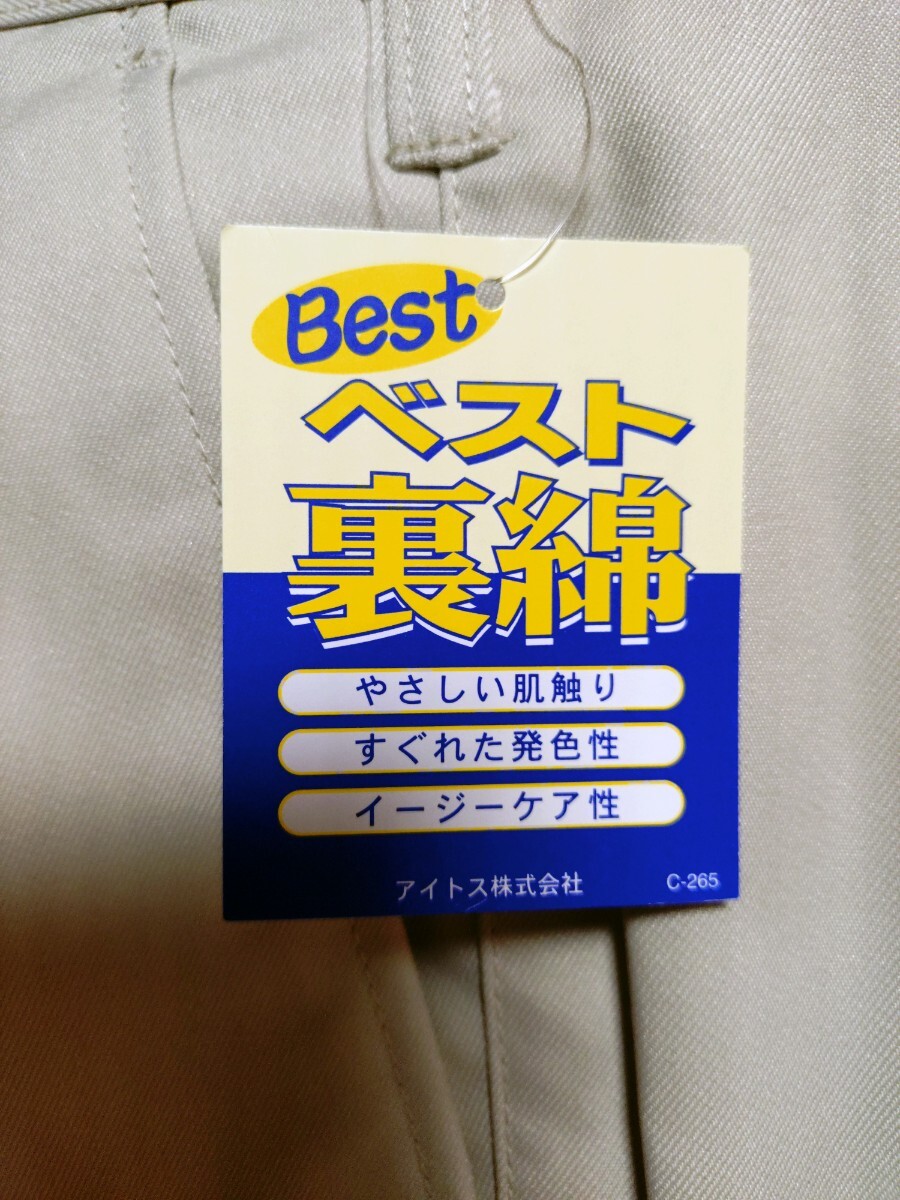 Best
ベスト
裏綿
やさしい肌触り
すぐれた発色性
イージーケア性
アイトス株式会社 C-265